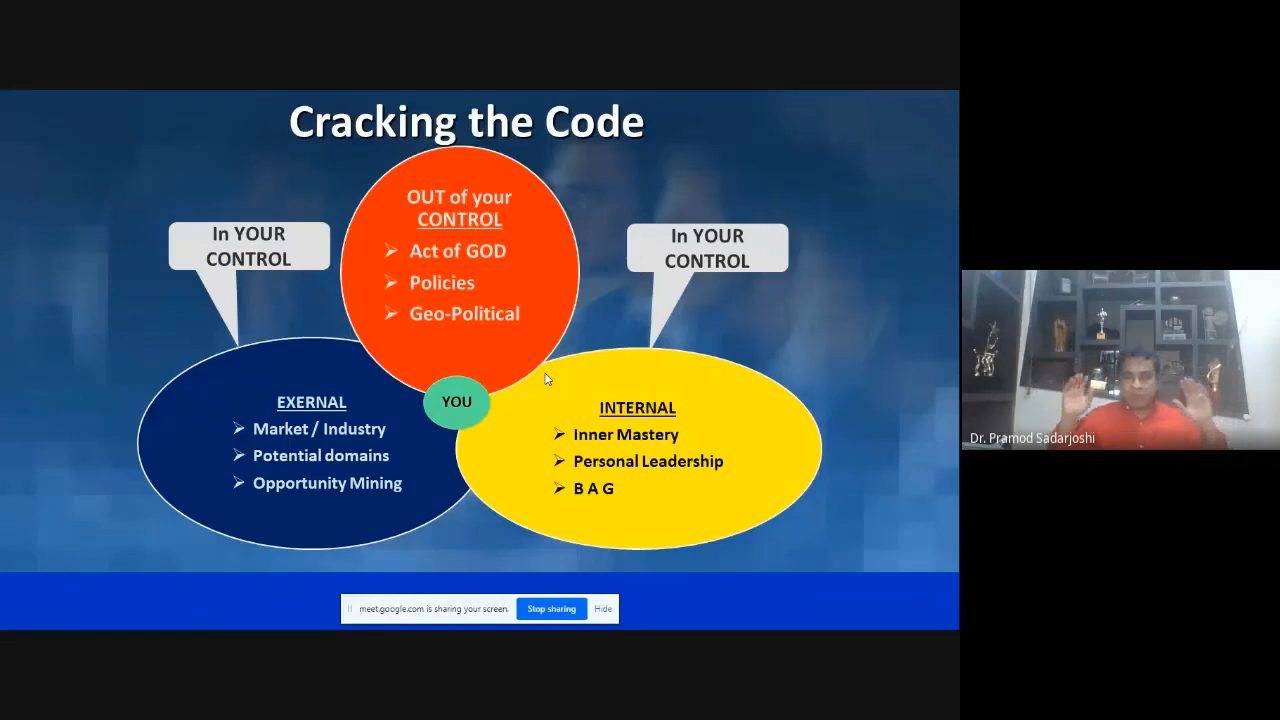 Cracking the Code
OUT of your
CONTROL
Act of GOD
Policies
Geo-Political
In YOUR
CONTROL
In YOUR
CONTROL
YOU
EXERNAL
Market / Industry
Potential domains
Opportunity Mining
INTERNAL
Inner Mastery
Personal Leadership
B A G
Dr. Pramod Sadarjoshi
meet.google.com is sharing your screen.
Stop sharing
Hide